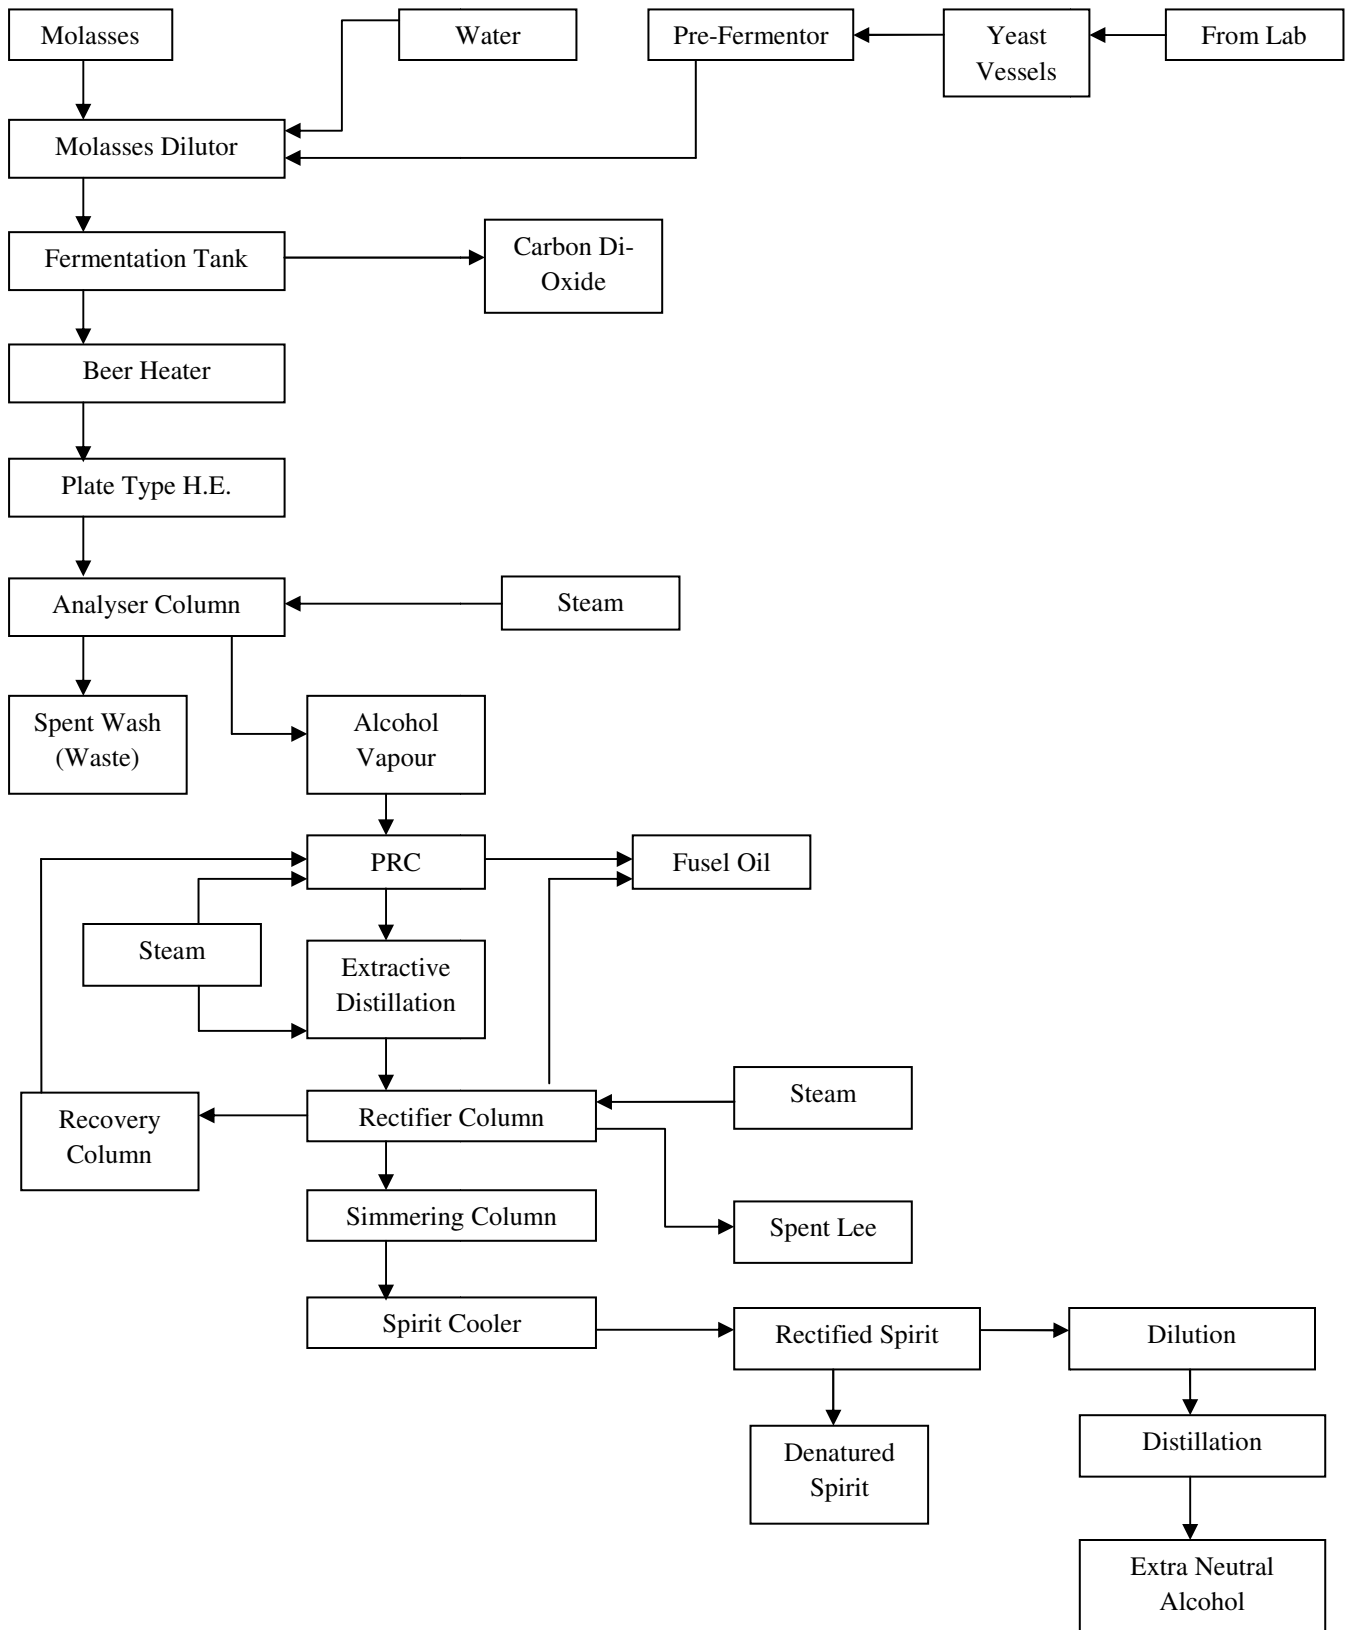 Molasses
Water
Pre-Fermentor
Yeast
Vessels
From Lab
Molasses Dilutor
Fermentation Tank
Carbon Di-
Oxide
Beer Heater
Plate Type H.E.
Analyser Column
Steam
Spent Wash
(Waste)
Alcohol
Vapour
PRC
Fusel Oil
Steam
Extractive
Distillation
Recovery
Column
Rectifier Column
Steam
Simmering Column
Spent Lee
Spirit Cooler
Rectified Spirit
Dilution
Denatured
Spirit
Distillation
Extra Neutral
Alcohol